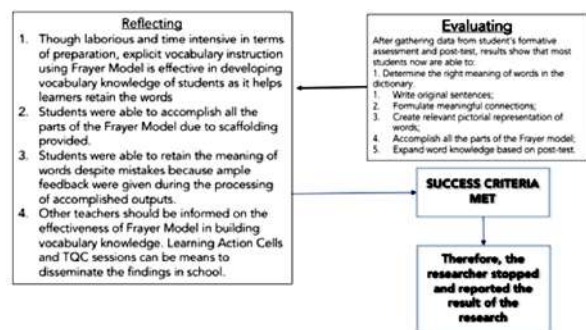 Reflecting
1. Though laborious and time intensive in terms
of preparation, explicit vocabulary instruction
using Frayer Model is effective in developing
vocabulary knowledge of students as it helps
learners retain the words
2. Students were able to accomplish all the
parts of the Frayer Model due to scaffolding
provided.
3. Students were able to retain the meaning of
words despite mistakes because ample
feedback were given during the processing
of accomplished outputs.
4. Other teachers should be informed on the
effectiveness of Frayer Model in building
vocabulary knowledge. Learning Action Cells
and TQC sessions can be means to
disseminate the findings in school.
Evaluating
After gathering data from student's formative
assessment and post-test, results show that most
students now are able to:
1. Determine the right meaning of words in the
dictionary.
1. Write original sentences;
2. Formulate meaningful connections;
3. Create relevant pictorial representation of
words;
4. Accomplish all the parts of the Frayer model;
5. Expand word knowledge based on post-test.
SUCCESS CRITERIA
MET
Therefore, the
researcher stopped
and reported the
result of the
research